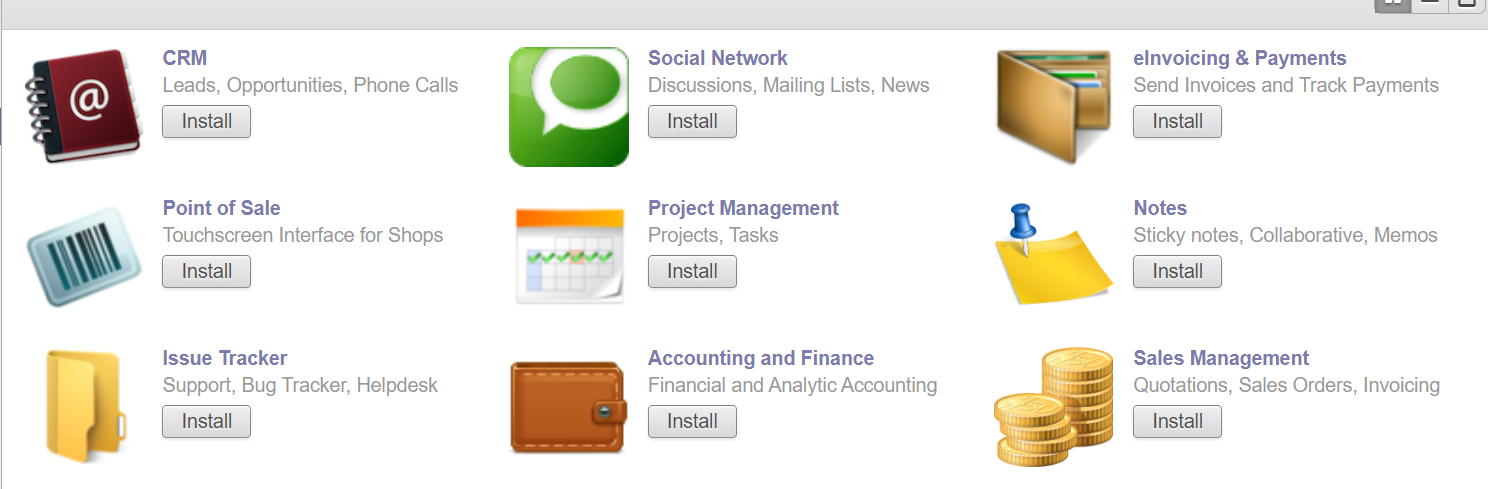 CRM
Leads, Opportunities, Phone Calls
Install
Social Network
Discussions, Mailing Lists, News
Install
eInvoicing & Payments
Send Invoices and Track Payments
Install
Point of Sale
Touchscreen Interface for Shops
Install
Project Management
Projects, Tasks
Install
Notes
Sticky notes, Collaborative, Memos
Install
Issue Tracker
Support, Bug Tracker, Helpdesk
Install
Accounting and Finance
Financial and Analytic Accounting
Install
Sales Management
Quotations, Sales Orders, Invoicing
Install